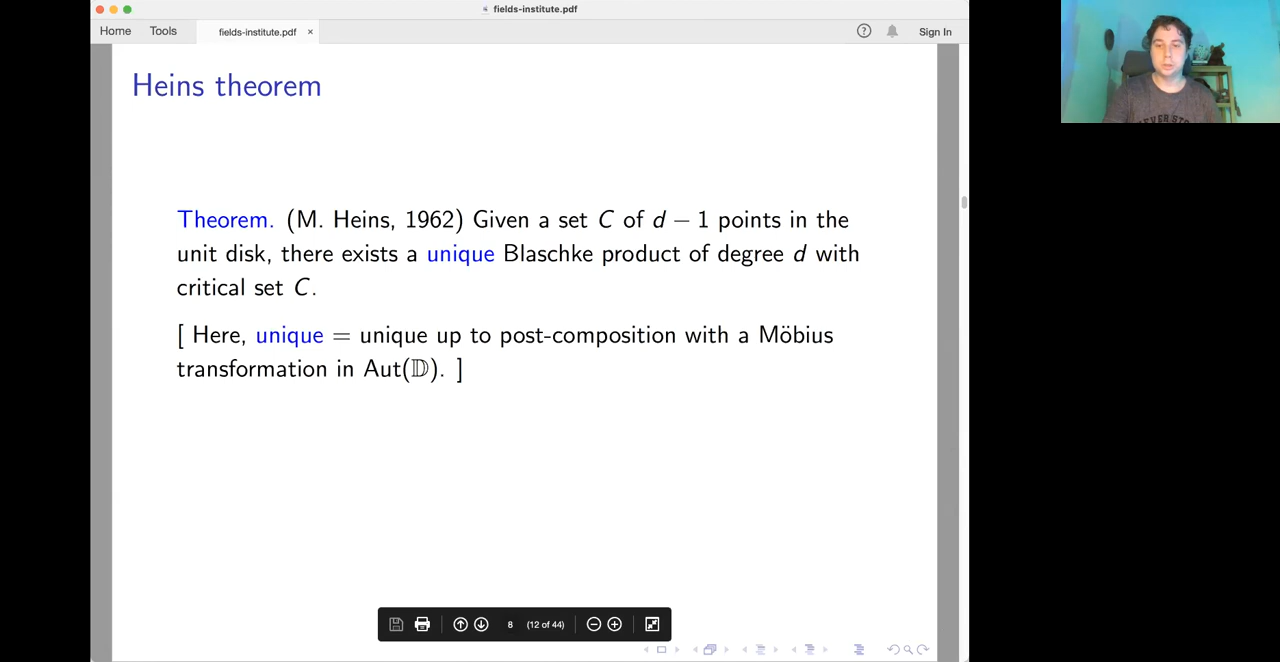 fields-institute.pdf
Home Tools fields-institute.pdf × Sign In
Heins theorem
Theorem. (M. Heins, 1962) Given a set C of d − 1 points in the
unit disk, there exists a unique Blaschke product of degree d with
critical set C.
[ Here, unique = unique up to post-composition with a Möbius
transformation in Aut(𝔻). ]
8 (12 of 44)